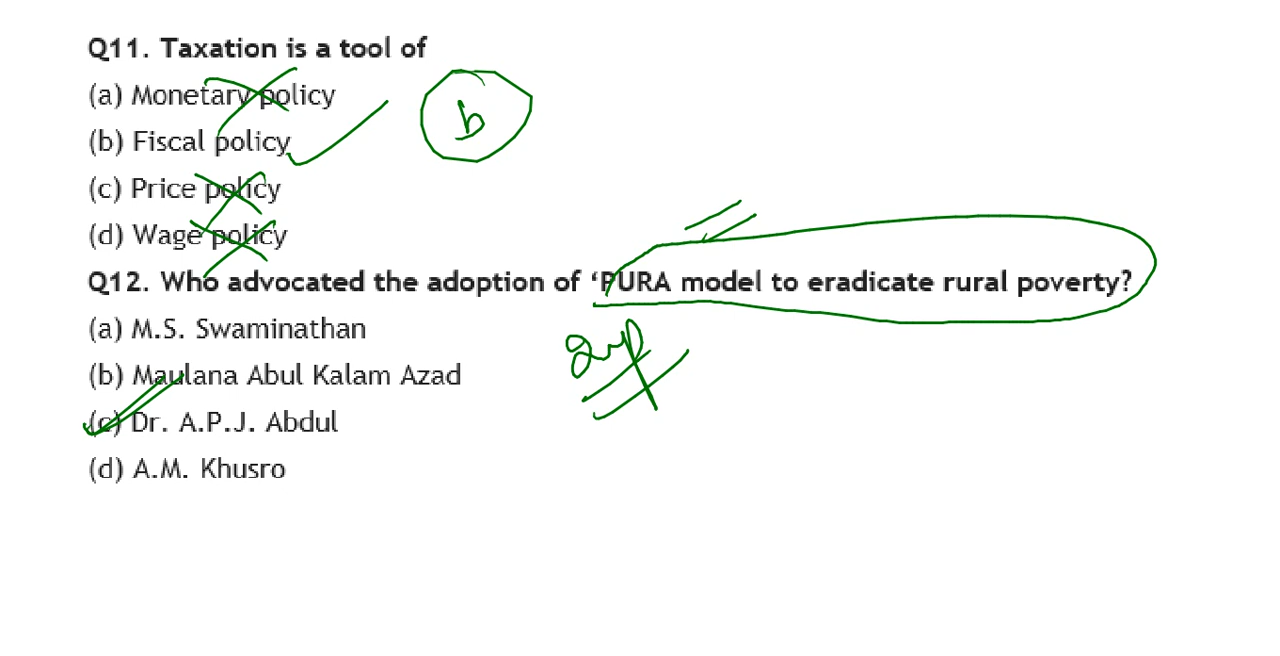 Q11. Taxation is a tool of
(a) Monetary policy
b
(b) Fiscal policy
(c) Price policy
(d) Wage policy
Q12. Who advocated the adoption of ‘PURA model to eradicate rural poverty?
(a) M.S. Swaminathan
(b) Maulana Abul Kalam Azad
(c) Dr. A.P.J. Abdul
(d) A.M. Khusro